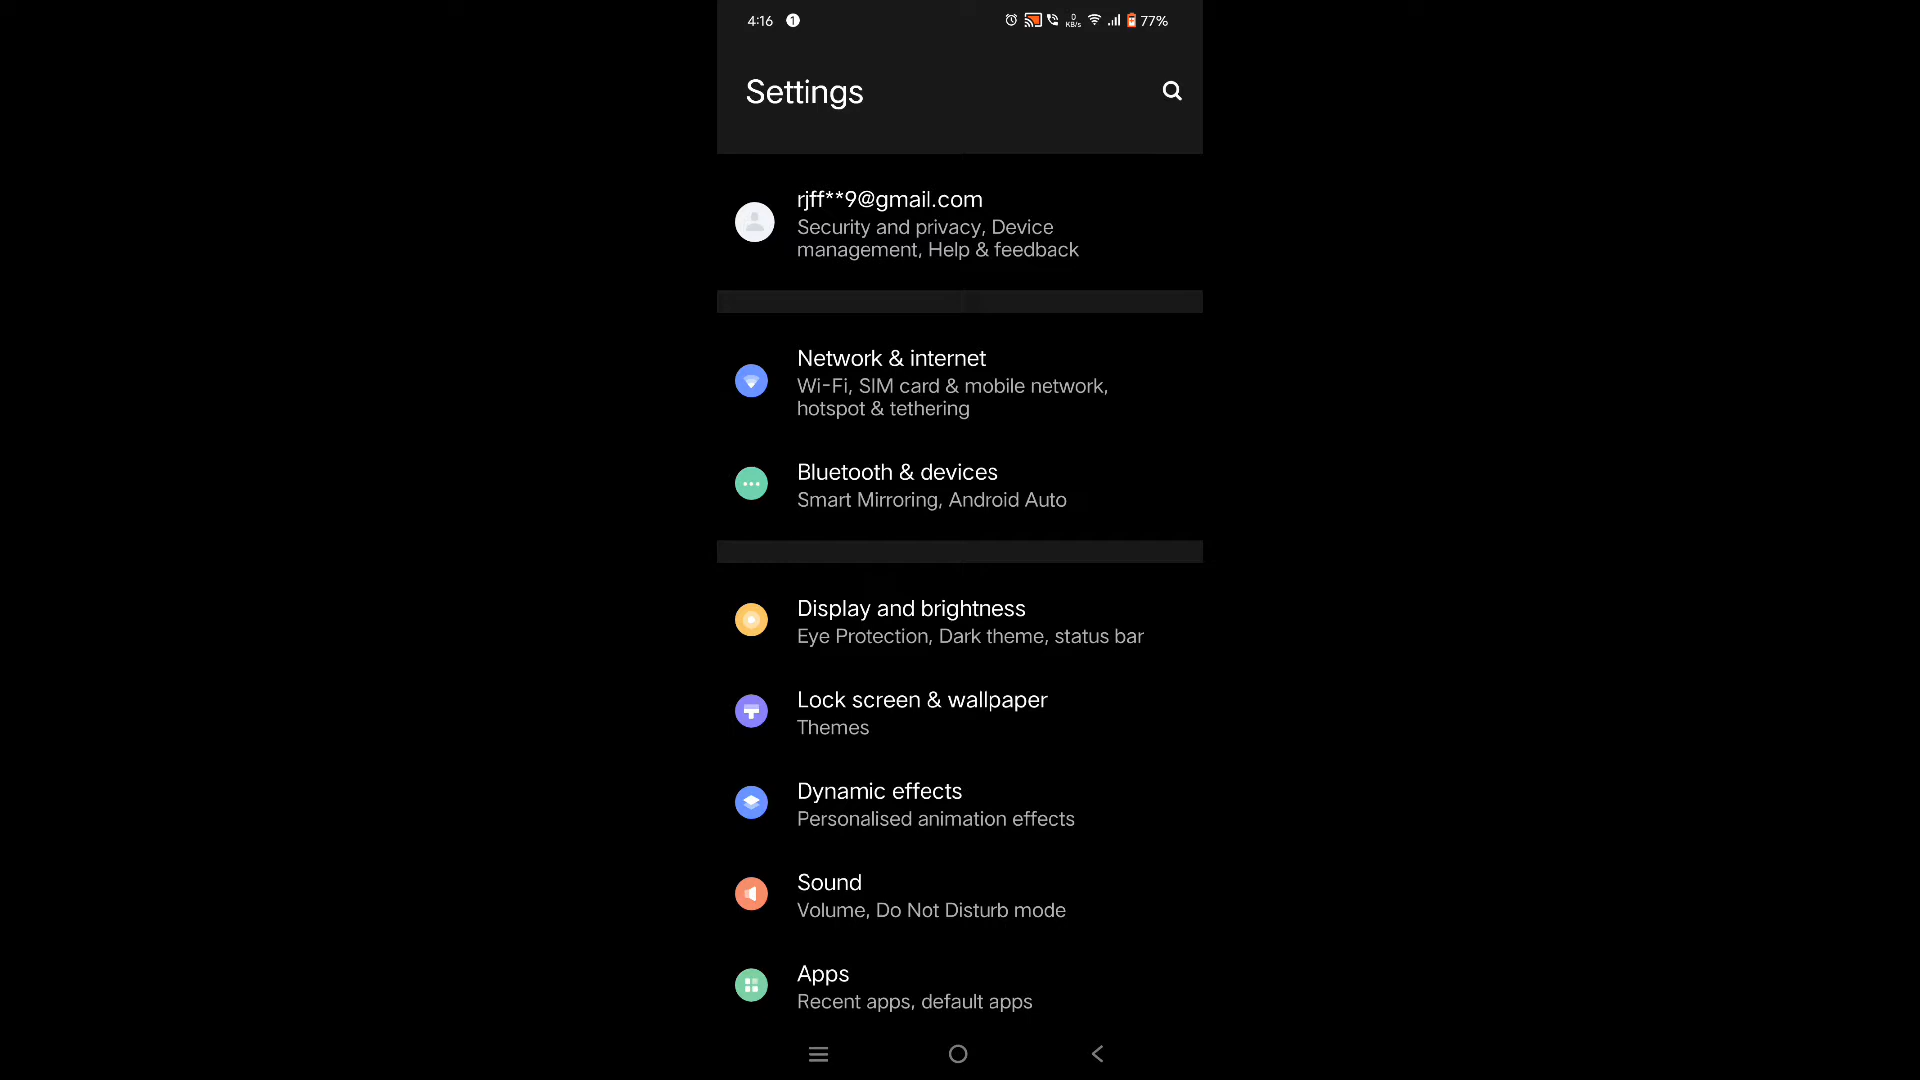 4:16 1 0 KB/s 77%
Settings
rjff**9@gmail.com
Security and privacy, Device
management, Help & feedback
Network & internet
Wi-Fi, SIM card & mobile network,
hotspot & tethering
Bluetooth & devices
Smart Mirroring, Android Auto
Display and brightness
Eye Protection, Dark theme, status bar
Lock screen & wallpaper
Themes
Dynamic effects
Personalised animation effects
Sound
Volume, Do Not Disturb mode
Apps
Recent apps, default apps